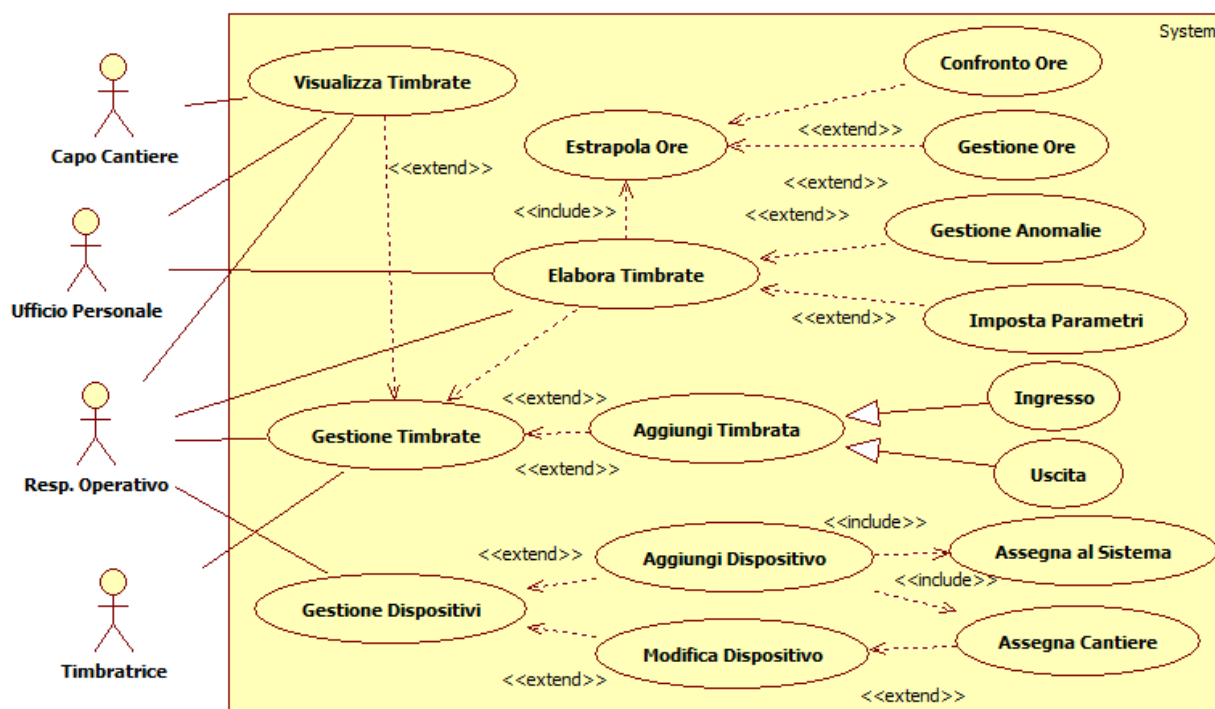 System
Confronto Ore
Visualizza Timbrate
<<extend>>
Estrapola Ore
Gestione Ore
Capo Cantiere
<<extend>>
<<extend>>
<<include>>
<<extend>>
Gestione Anomalie
Elabora Timbrate
Ufficio Personale
<<extend>>
Imposta Parametri
<<extend>>
Ingresso
Gestione Timbrate
Aggiungi Timbrata
<<extend>>
Uscita
Resp. Operativo
<<include>>
<<extend>>
Aggiungi Dispositivo
Assegna al Sistema
<<include>>
Gestione Dispositivi
Assegna Cantiere
Modifica Dispositivo
Timbratrice
<<extend>>
<<extend>>